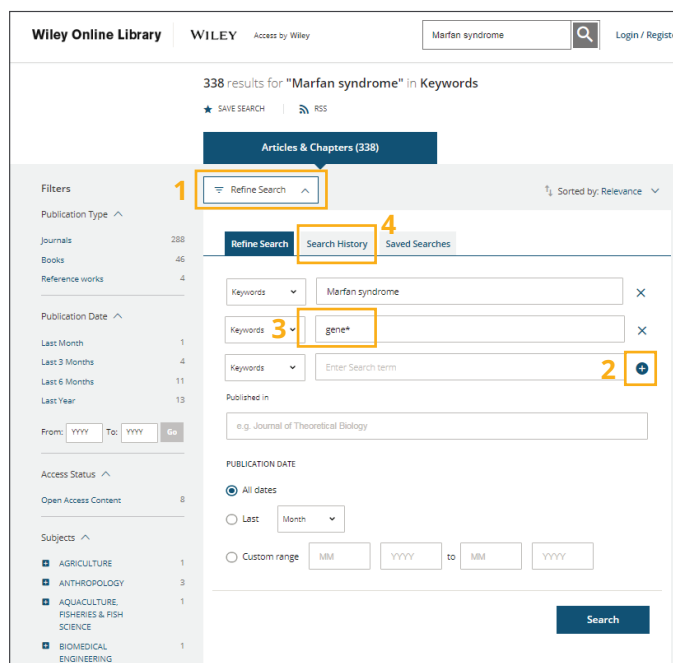 Wiley Online Library
WILEY
Access by Wiley
Marfan syndrome
Login / Registe
338 results for "Marfan syndrome" in Keywords
SAVE SEARCH
RSS
Articles & Chapters (338)
Filters
1
Refine Search
Sorted by: Relevance
Publication Type
Journals 288
Books 46
Reference works 4
Publication Date
Last Month 1
Last 3 Months 4
Last 6 Months 11
Last Year 13
From: YYYY To: YYYY Go
Access Status
Open Access Content 8
Subjects
AGRICULTURE 1
ANTHROPOLOGY 3
AQUACULTURE, 1
FISHERIES & FISH
SCIENCE
BIOMEDICAL 1
ENGINEERING
4
Refine Search Search History Saved Searches
Keywords Marfan syndrome
Keywords 3 gene*
Keywords Enter Search term 2
Published in
e.g. Journal of Theoretical Biology
PUBLICATION DATE
All dates
Last Month
Custom range MM YYYY to MM YYYY
Search